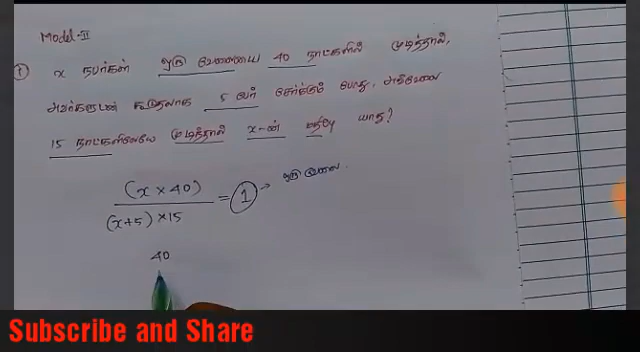 Model-II
① x நபர்கள் ஒரு வேலையை 40 நாட்களில் முடித்தால்,
அவர்களுடன் கூடுதலாக 5 பேர் சேர்க்கும் போது, அவ்வேலை
15 நாட்களிலேயே முடித்தால் x-ன் மதிப்பு யாது?
(x × 40)
(x+5) × 15
= 1 → ஒரு வேலை.
40
Subscribe and Share